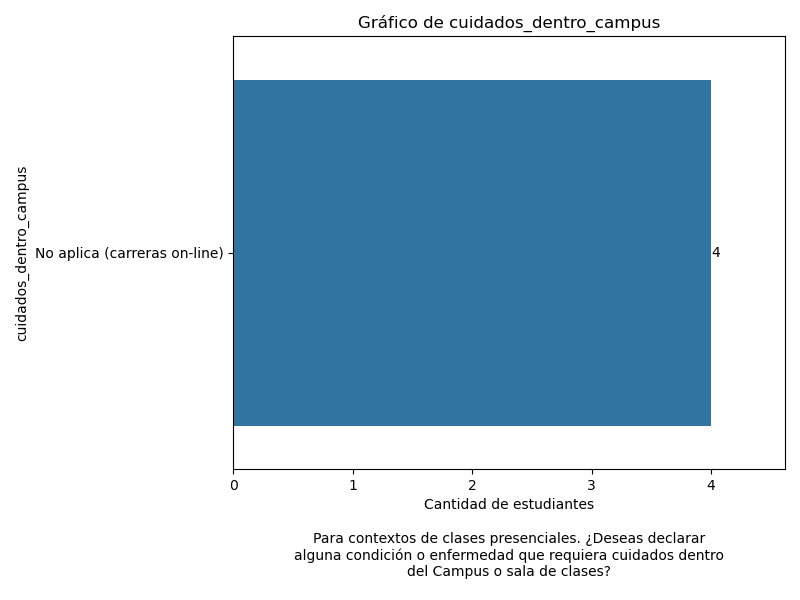 Gráfico de cuidados_dentro_campus
cuidados_dentro_campus
No aplica (carreras on-line)
4
0 1 2 3 4
Cantidad de estudiantes
Para contextos de clases presenciales. ¿Deseas declarar
alguna condición o enfermedad que requiera cuidados dentro
del Campus o sala de clases?